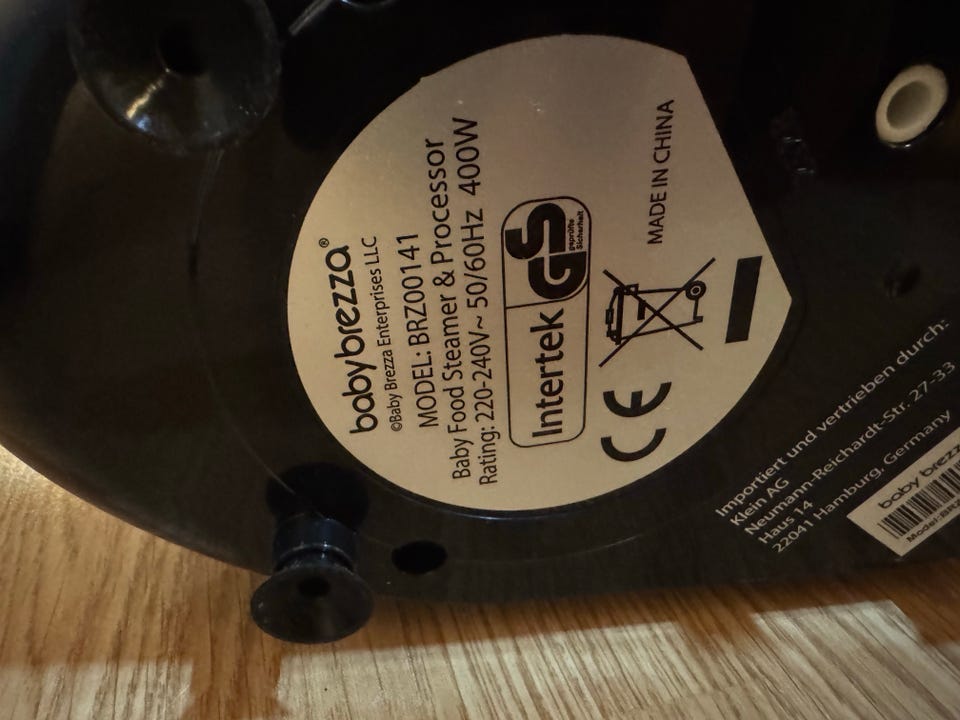 babybrezza®
©Baby Brezza Enterprises LLC
MODEL: BRZ00141
Baby Food Steamer & Processor
Rating: 220-240V~ 50/60Hz 400W
Intertek
GS
geprüfte
Sicherheit
CE
MADE IN CHINA
Importiert und vertrieben durch:
Klein AG
Neumann-Reichardt-Str. 27-33
Haus 14
22041 Hamburg, Germany
baby